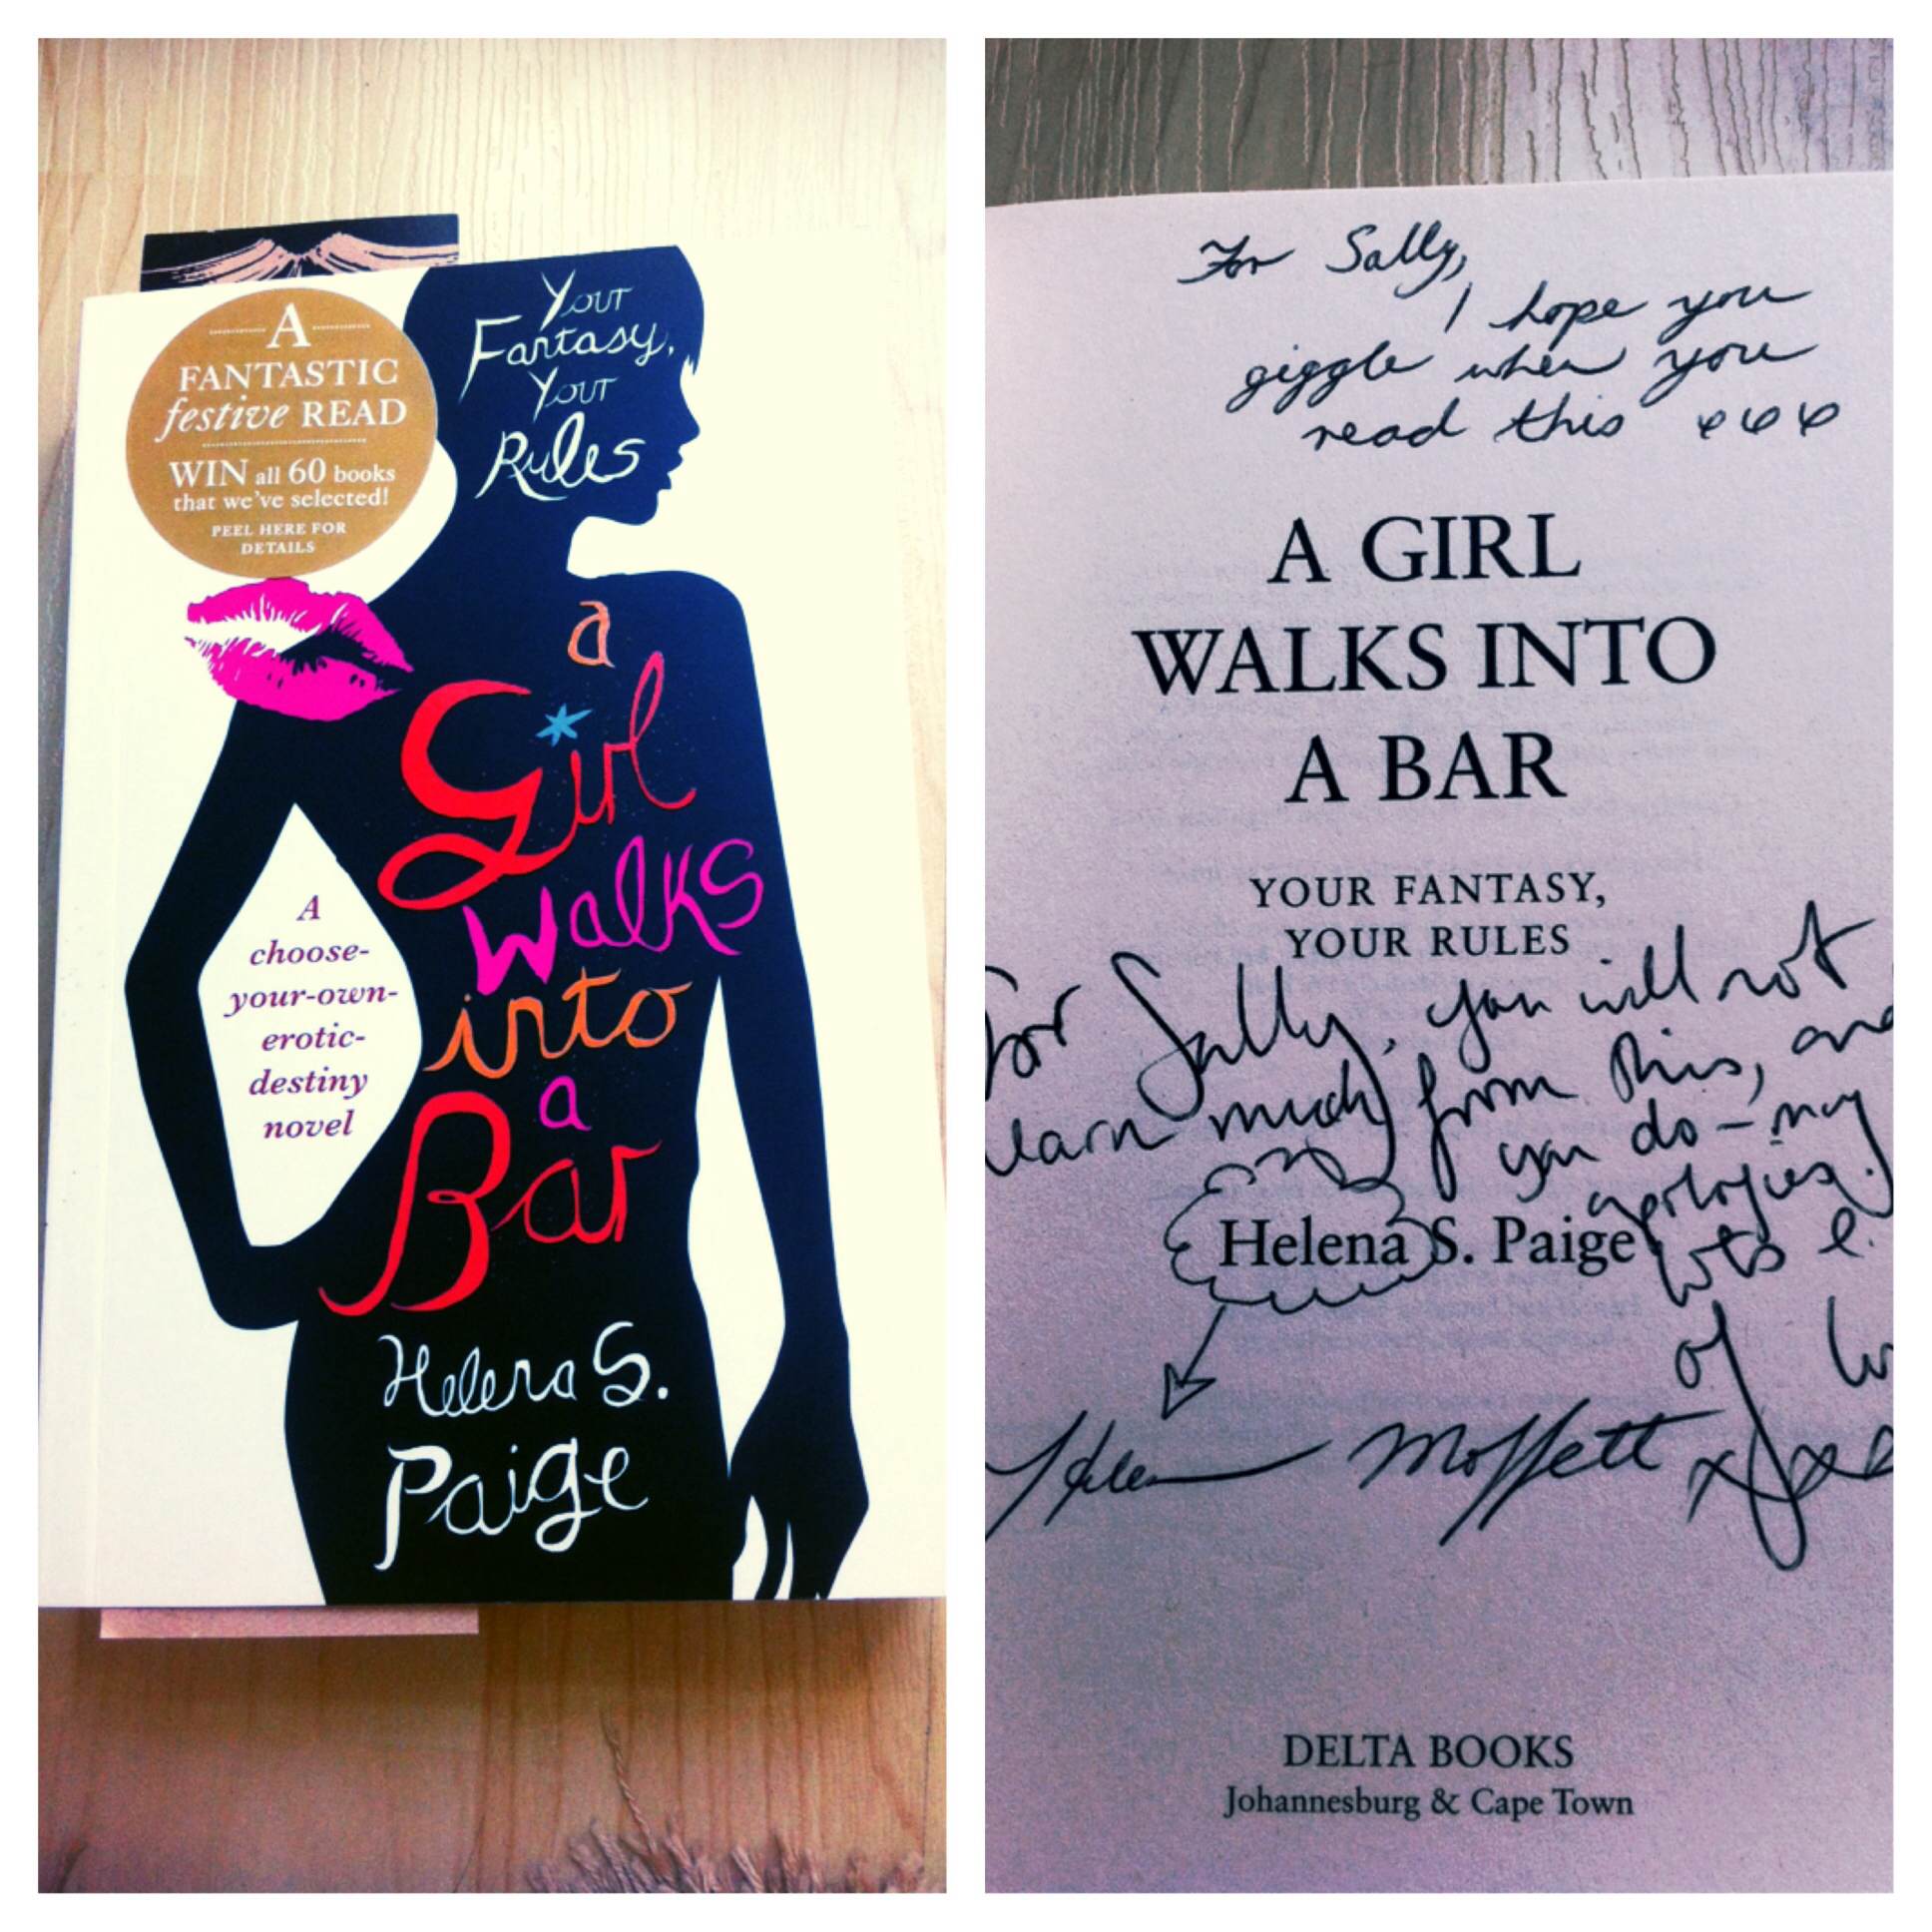 A
FANTASTIC
festive READ
WIN all 60 books
that we've selected!
PEEL HERE FOR
DETAILS
Your
Fantasy,
Your
Rules
a
Girl
walks
into
a
Bar
A
choose-
your-own-
erotic-
destiny
novel
Helena S.
Paige
For Sally,
I hope you
giggle when you
read this
A GIRL
WALKS INTO
A BAR
YOUR FANTASY,
YOUR RULES
For Sally, you will not
learn much from this, and
you do - my
apologies.
Helena S. Paige
lots
of
Helen Moffett
DELTA BOOKS
Johannesburg & Cape Town